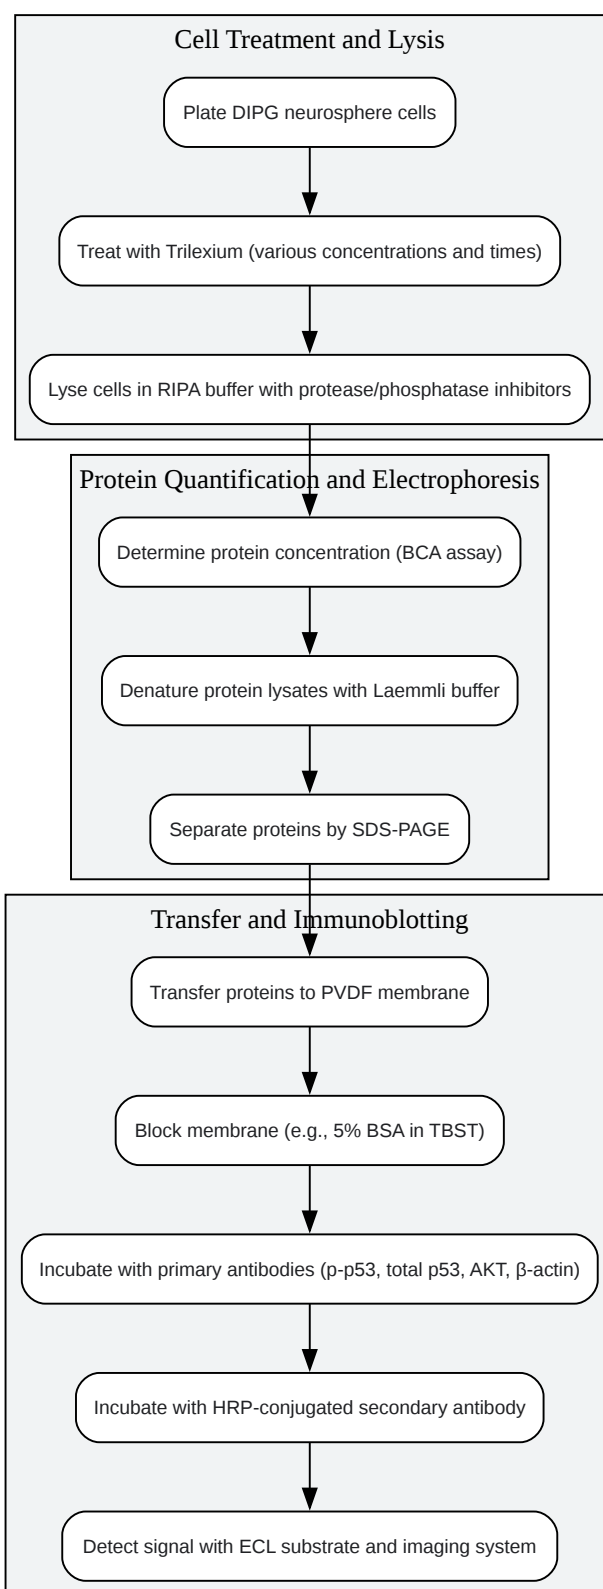 Cell Treatment and Lysis
Plate DIPG neurosphere cells
Treat with Trilexium (various concentrations and times)
Lyse cells in RIPA buffer with protease/phosphatase inhibitors
Protein Quantification and Electrophoresis
Determine protein concentration (BCA assay)
Denature protein lysates with Laemmli buffer
Separate proteins by SDS-PAGE
Transfer and Immunoblotting
Transfer proteins to PVDF membrane
Block membrane (e.g., 5% BSA in TBST)
Incubate with primary antibodies (p-p53, total p53, AKT, β-actin)
Incubate with HRP-conjugated secondary antibody
Detect signal with ECL substrate and imaging system